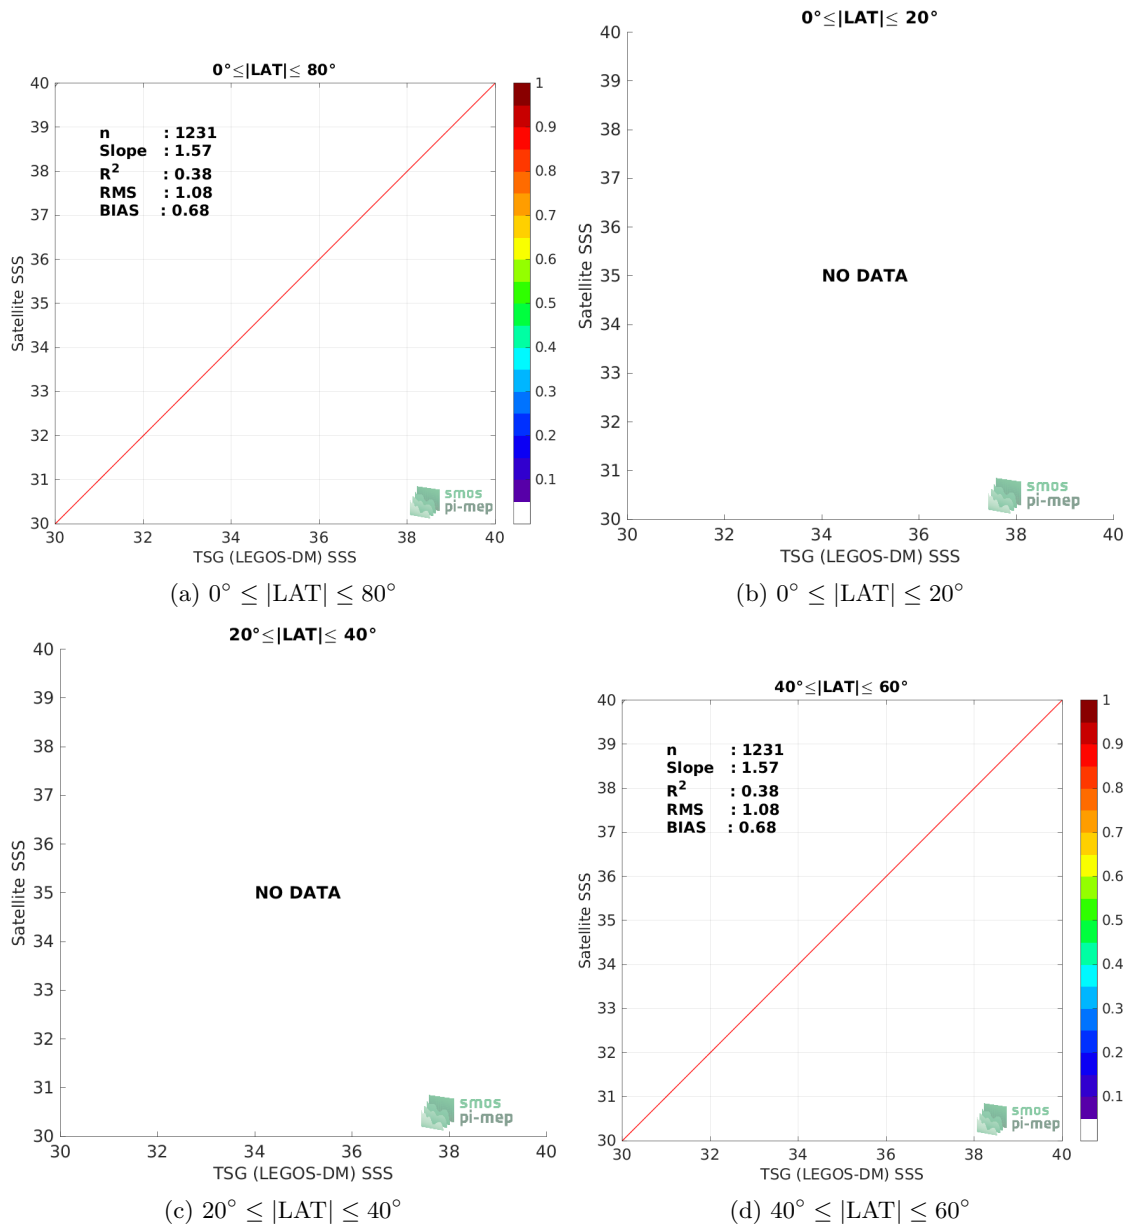 0°≤|LAT|≤ 80°
40
39
38
37
36
35
34
33
32
31
30
Satellite SSS
n : 1231
Slope : 1.57
R² : 0.38
RMS : 1.08
BIAS : 0.68
1
0.9
0.8
0.7
0.6
0.5
0.4
0.3
0.2
0.1
smos
pi-mep
30 32 34 36 38 40
TSG (LEGOS-DM) SSS
(a) 0° ≤ |LAT| ≤ 80°
0°≤|LAT|≤ 20°
40
39
38
37
36
35
34
33
32
31
30
Satellite SSS
NO DATA
smos
pi-mep
30 32 34 36 38 40
TSG (LEGOS-DM) SSS
(b) 0° ≤ |LAT| ≤ 20°
20°≤|LAT|≤ 40°
40
39
38
37
36
35
34
33
32
31
30
Satellite SSS
NO DATA
smos
pi-mep
30 32 34 36 38 40
TSG (LEGOS-DM) SSS
(c) 20° ≤ |LAT| ≤ 40°
40°≤|LAT|≤ 60°
40
39
38
37
36
35
34
33
32
31
30
Satellite SSS
n : 1231
Slope : 1.57
R² : 0.38
RMS : 1.08
BIAS : 0.68
1
0.9
0.8
0.7
0.6
0.5
0.4
0.3
0.2
0.1
smos
pi-mep
30 32 34 36 38 40
TSG (LEGOS-DM) SSS
(d) 40° ≤ |LAT| ≤ 60°